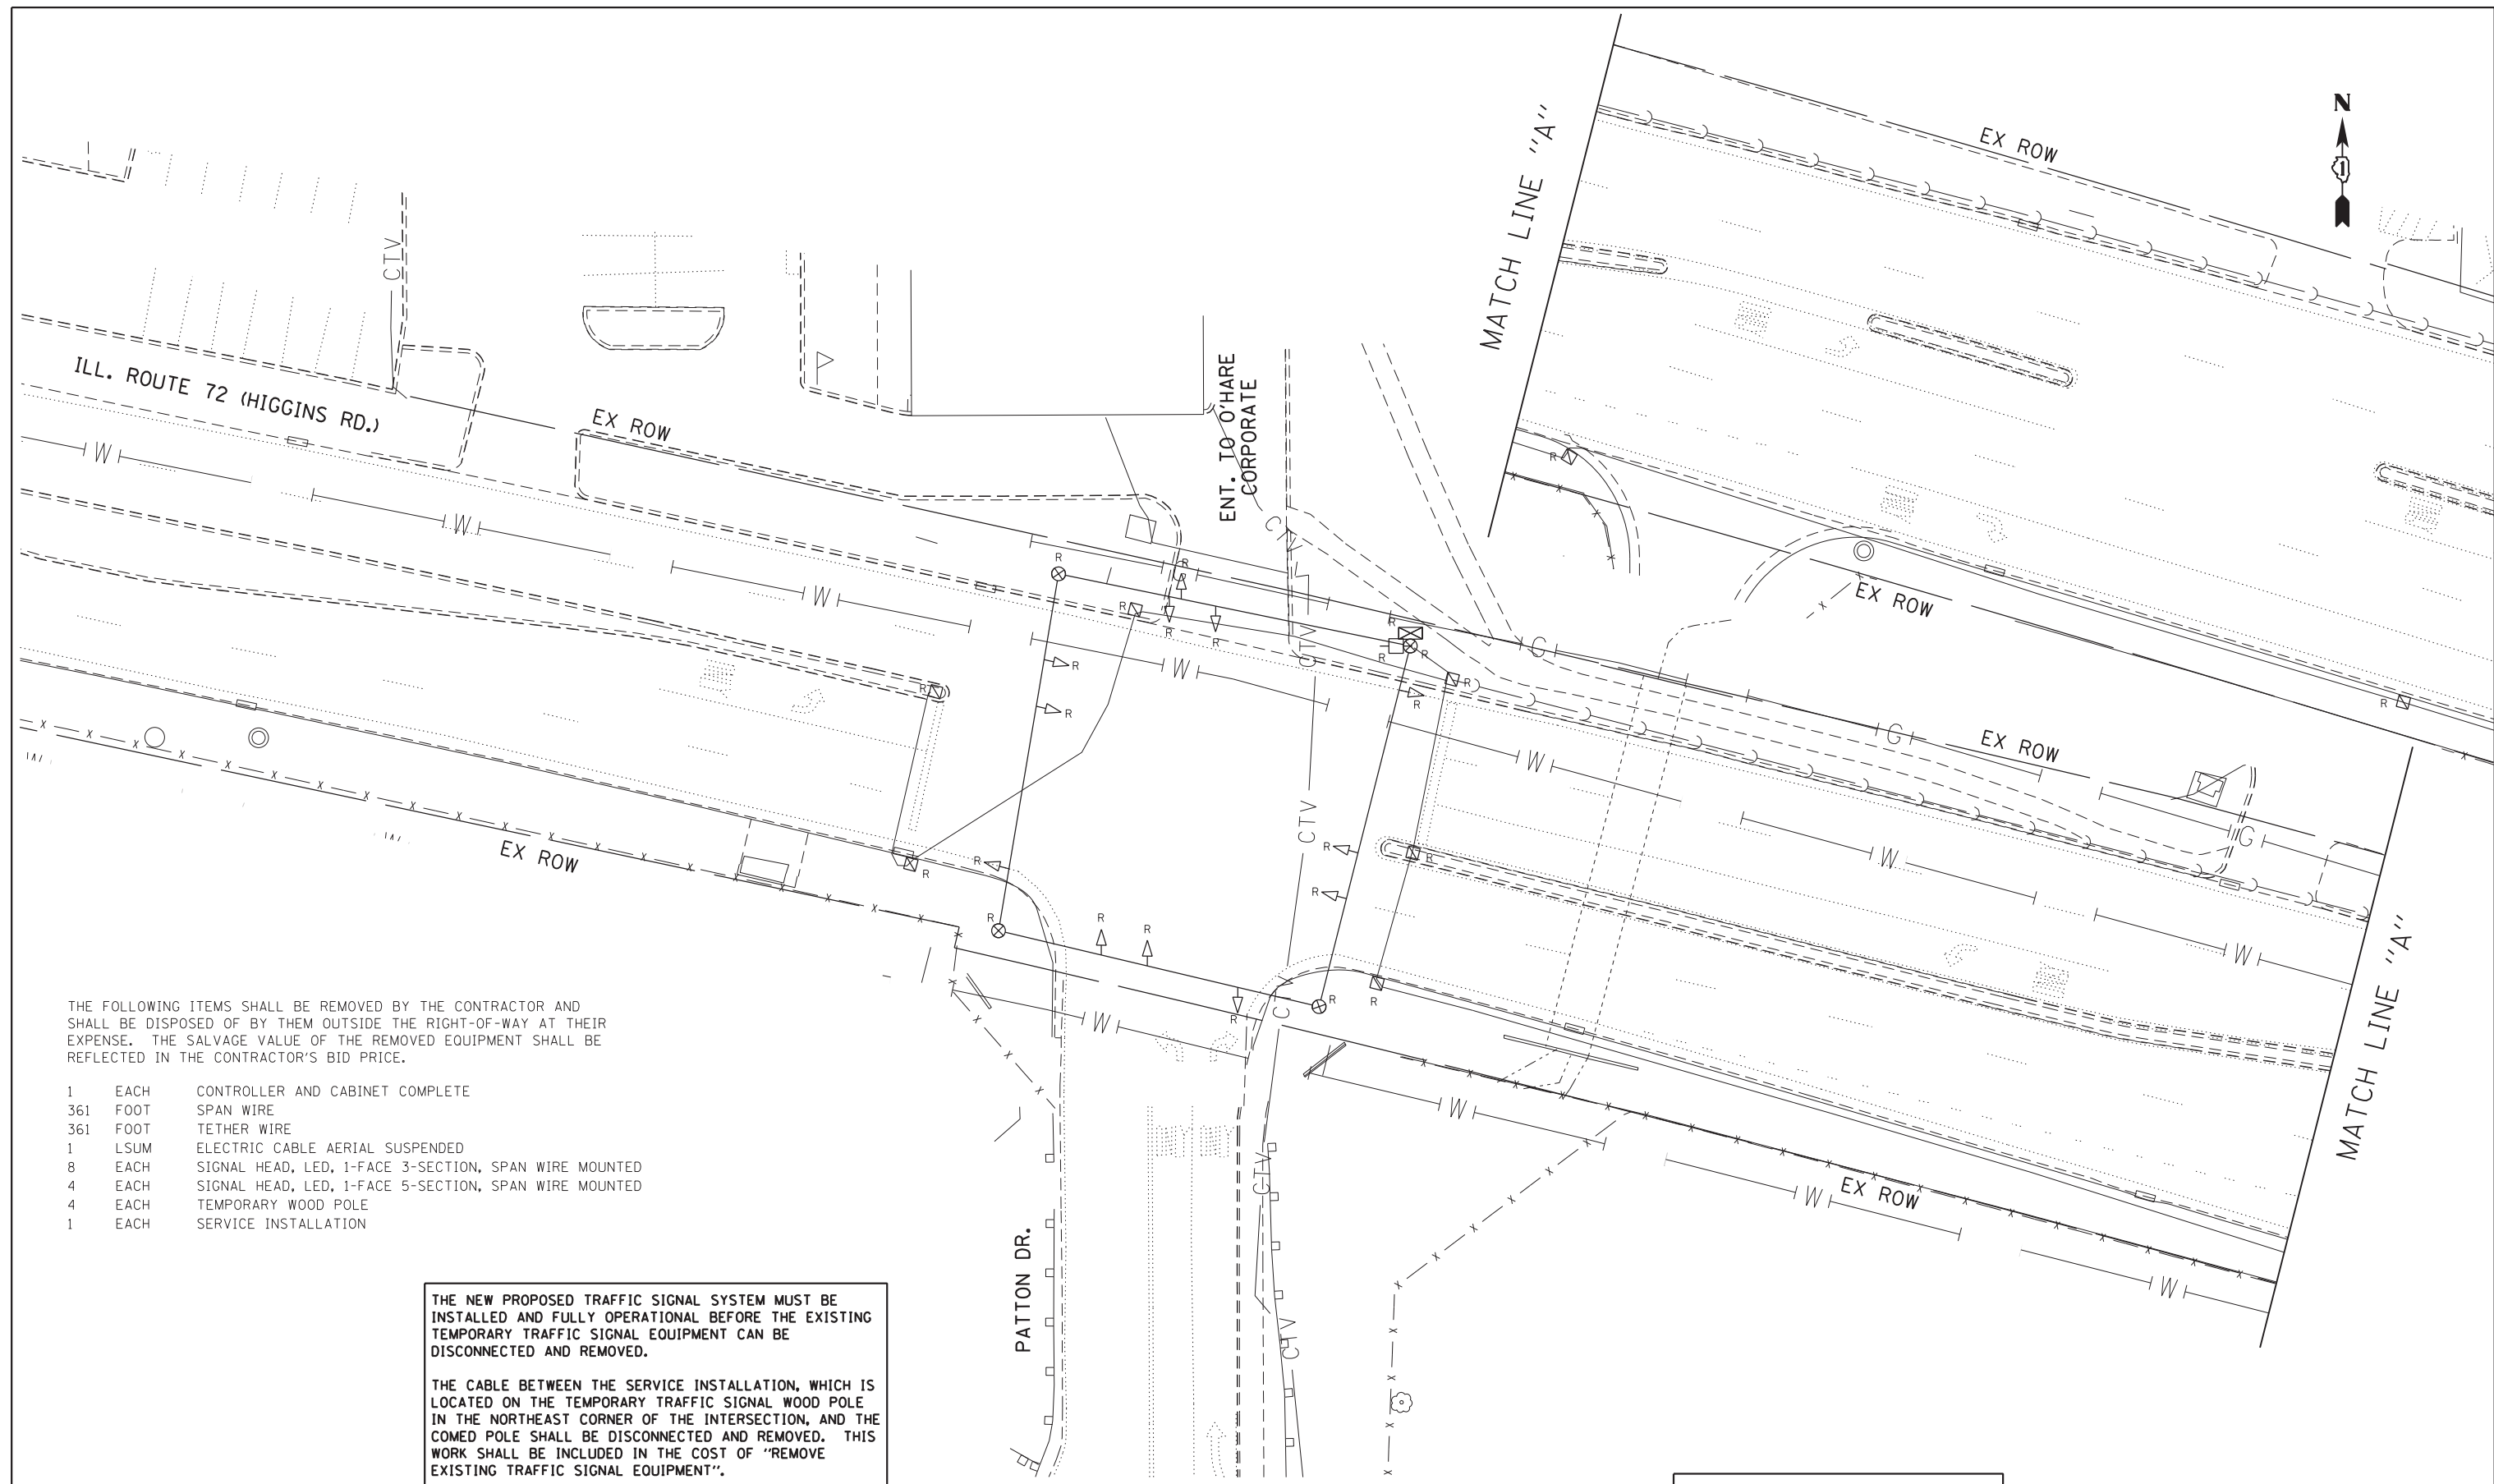 MATCH LINE "A"
EX ROW
N
1
CTV
ILL. ROUTE 72 (HIGGINS RD.)
EX ROW
ENT. TO O'HARE
CORPORATE
W
W
W
W
R
R
R
R
R
R
R
R
R
R
R
R
R
R
CTV
CTV
CTV
G
G
G
G
EX ROW
EX ROW
R
R
W
W
W
R
R
R
R
R
R
R
R
R
R
R
EX ROW
W
W
W
W
W
CTV
CTV
CTV
EX ROW
MATCH LINE "A"
PATTON DR.
THE FOLLOWING ITEMS SHALL BE REMOVED BY THE CONTRACTOR AND
SHALL BE DISPOSED OF BY THEM OUTSIDE THE RIGHT-OF-WAY AT THEIR
EXPENSE. THE SALVAGE VALUE OF THE REMOVED EQUIPMENT SHALL BE
REFLECTED IN THE CONTRACTOR'S BID PRICE.
1 EACH CONTROLLER AND CABINET COMPLETE
361 FOOT SPAN WIRE
361 FOOT TETHER WIRE
1 LSUM ELECTRIC CABLE AERIAL SUSPENDED
8 EACH SIGNAL HEAD, LED, 1-FACE 3-SECTION, SPAN WIRE MOUNTED
4 EACH SIGNAL HEAD, LED, 1-FACE 5-SECTION, SPAN WIRE MOUNTED
4 EACH TEMPORARY WOOD POLE
1 EACH SERVICE INSTALLATION
THE NEW PROPOSED TRAFFIC SIGNAL SYSTEM MUST BE
INSTALLED AND FULLY OPERATIONAL BEFORE THE EXISTING
TEMPORARY TRAFFIC SIGNAL EQUIPMENT CAN BE
DISCONNECTED AND REMOVED.
THE CABLE BETWEEN THE SERVICE INSTALLATION, WHICH IS
LOCATED ON THE TEMPORARY TRAFFIC SIGNAL WOOD POLE
IN THE NORTHEAST CORNER OF THE INTERSECTION, AND THE
COMED POLE SHALL BE DISCONNECTED AND REMOVED. THIS
WORK SHALL BE INCLUDED IN THE COST OF "REMOVE
EXISTING TRAFFIC SIGNAL EQUIPMENT".